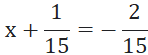 x + 1/15 = − 2/15